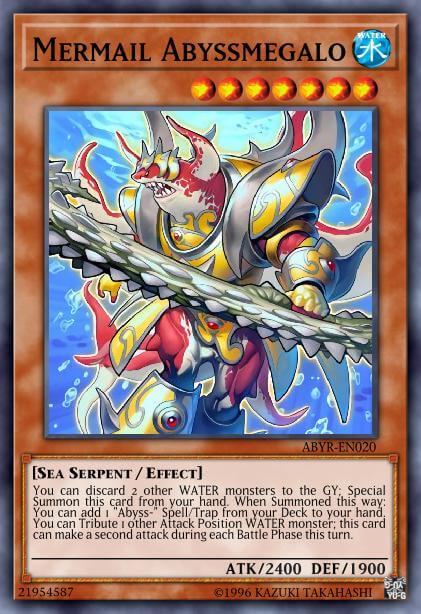 MERMAIL ABYSSMEGALO
WATER
水
ABYR-EN020
[SEA SERPENT / EFFECT]
You can discard 2 other WATER monsters to the GY; Special
Summon this card from your hand. When Summoned this way:
You can add 1 "Abyss-" Spell/Trap from your Deck to your hand.
You can Tribute 1 other Attack Position WATER monster; this card
can make a second attack during each Battle Phase this turn.
ATK/2400 DEF/1900
21954587
©1996 KAZUKI TAKAHASHI